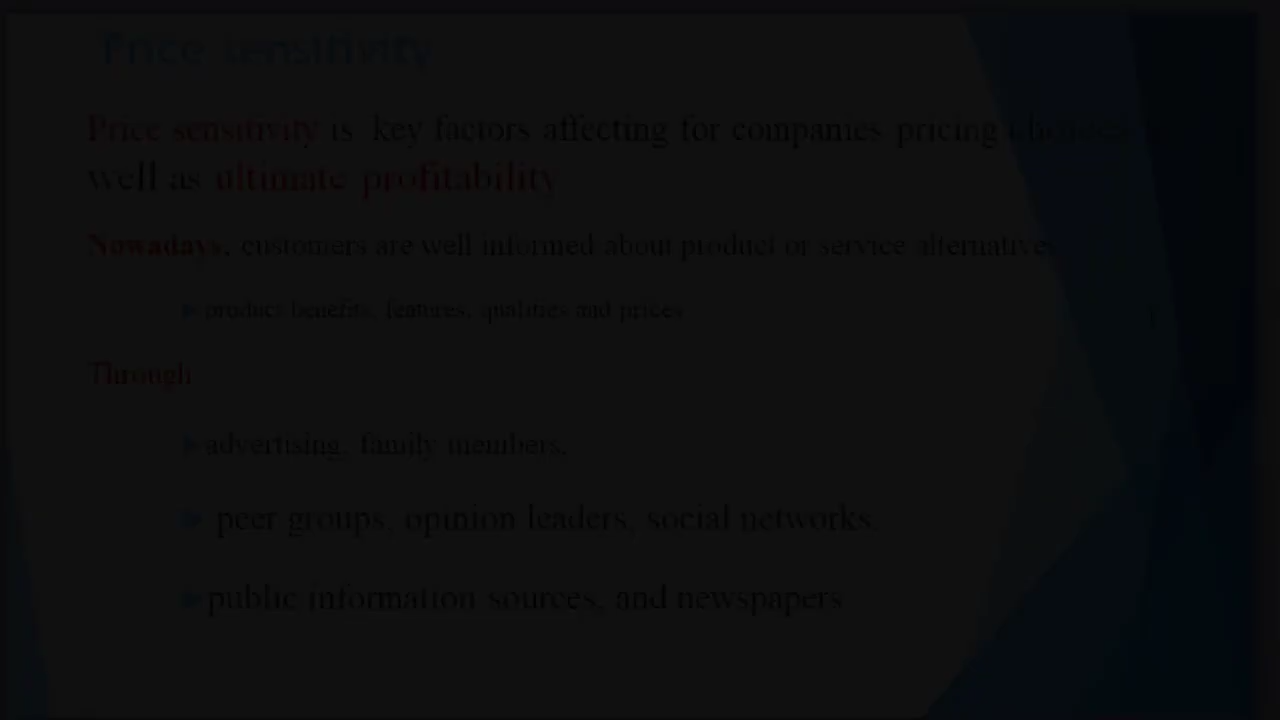 Price sensitivity
Price sensitivity is key factors affecting for companies pricing choices
well as ultimate profitability
Nowadays, customers are well informed about product or service alternatives
product benefits, features, qualities and prices
Through
advertising, family members,
peer groups, opinion leaders, social networks,
public information sources, and newspapers